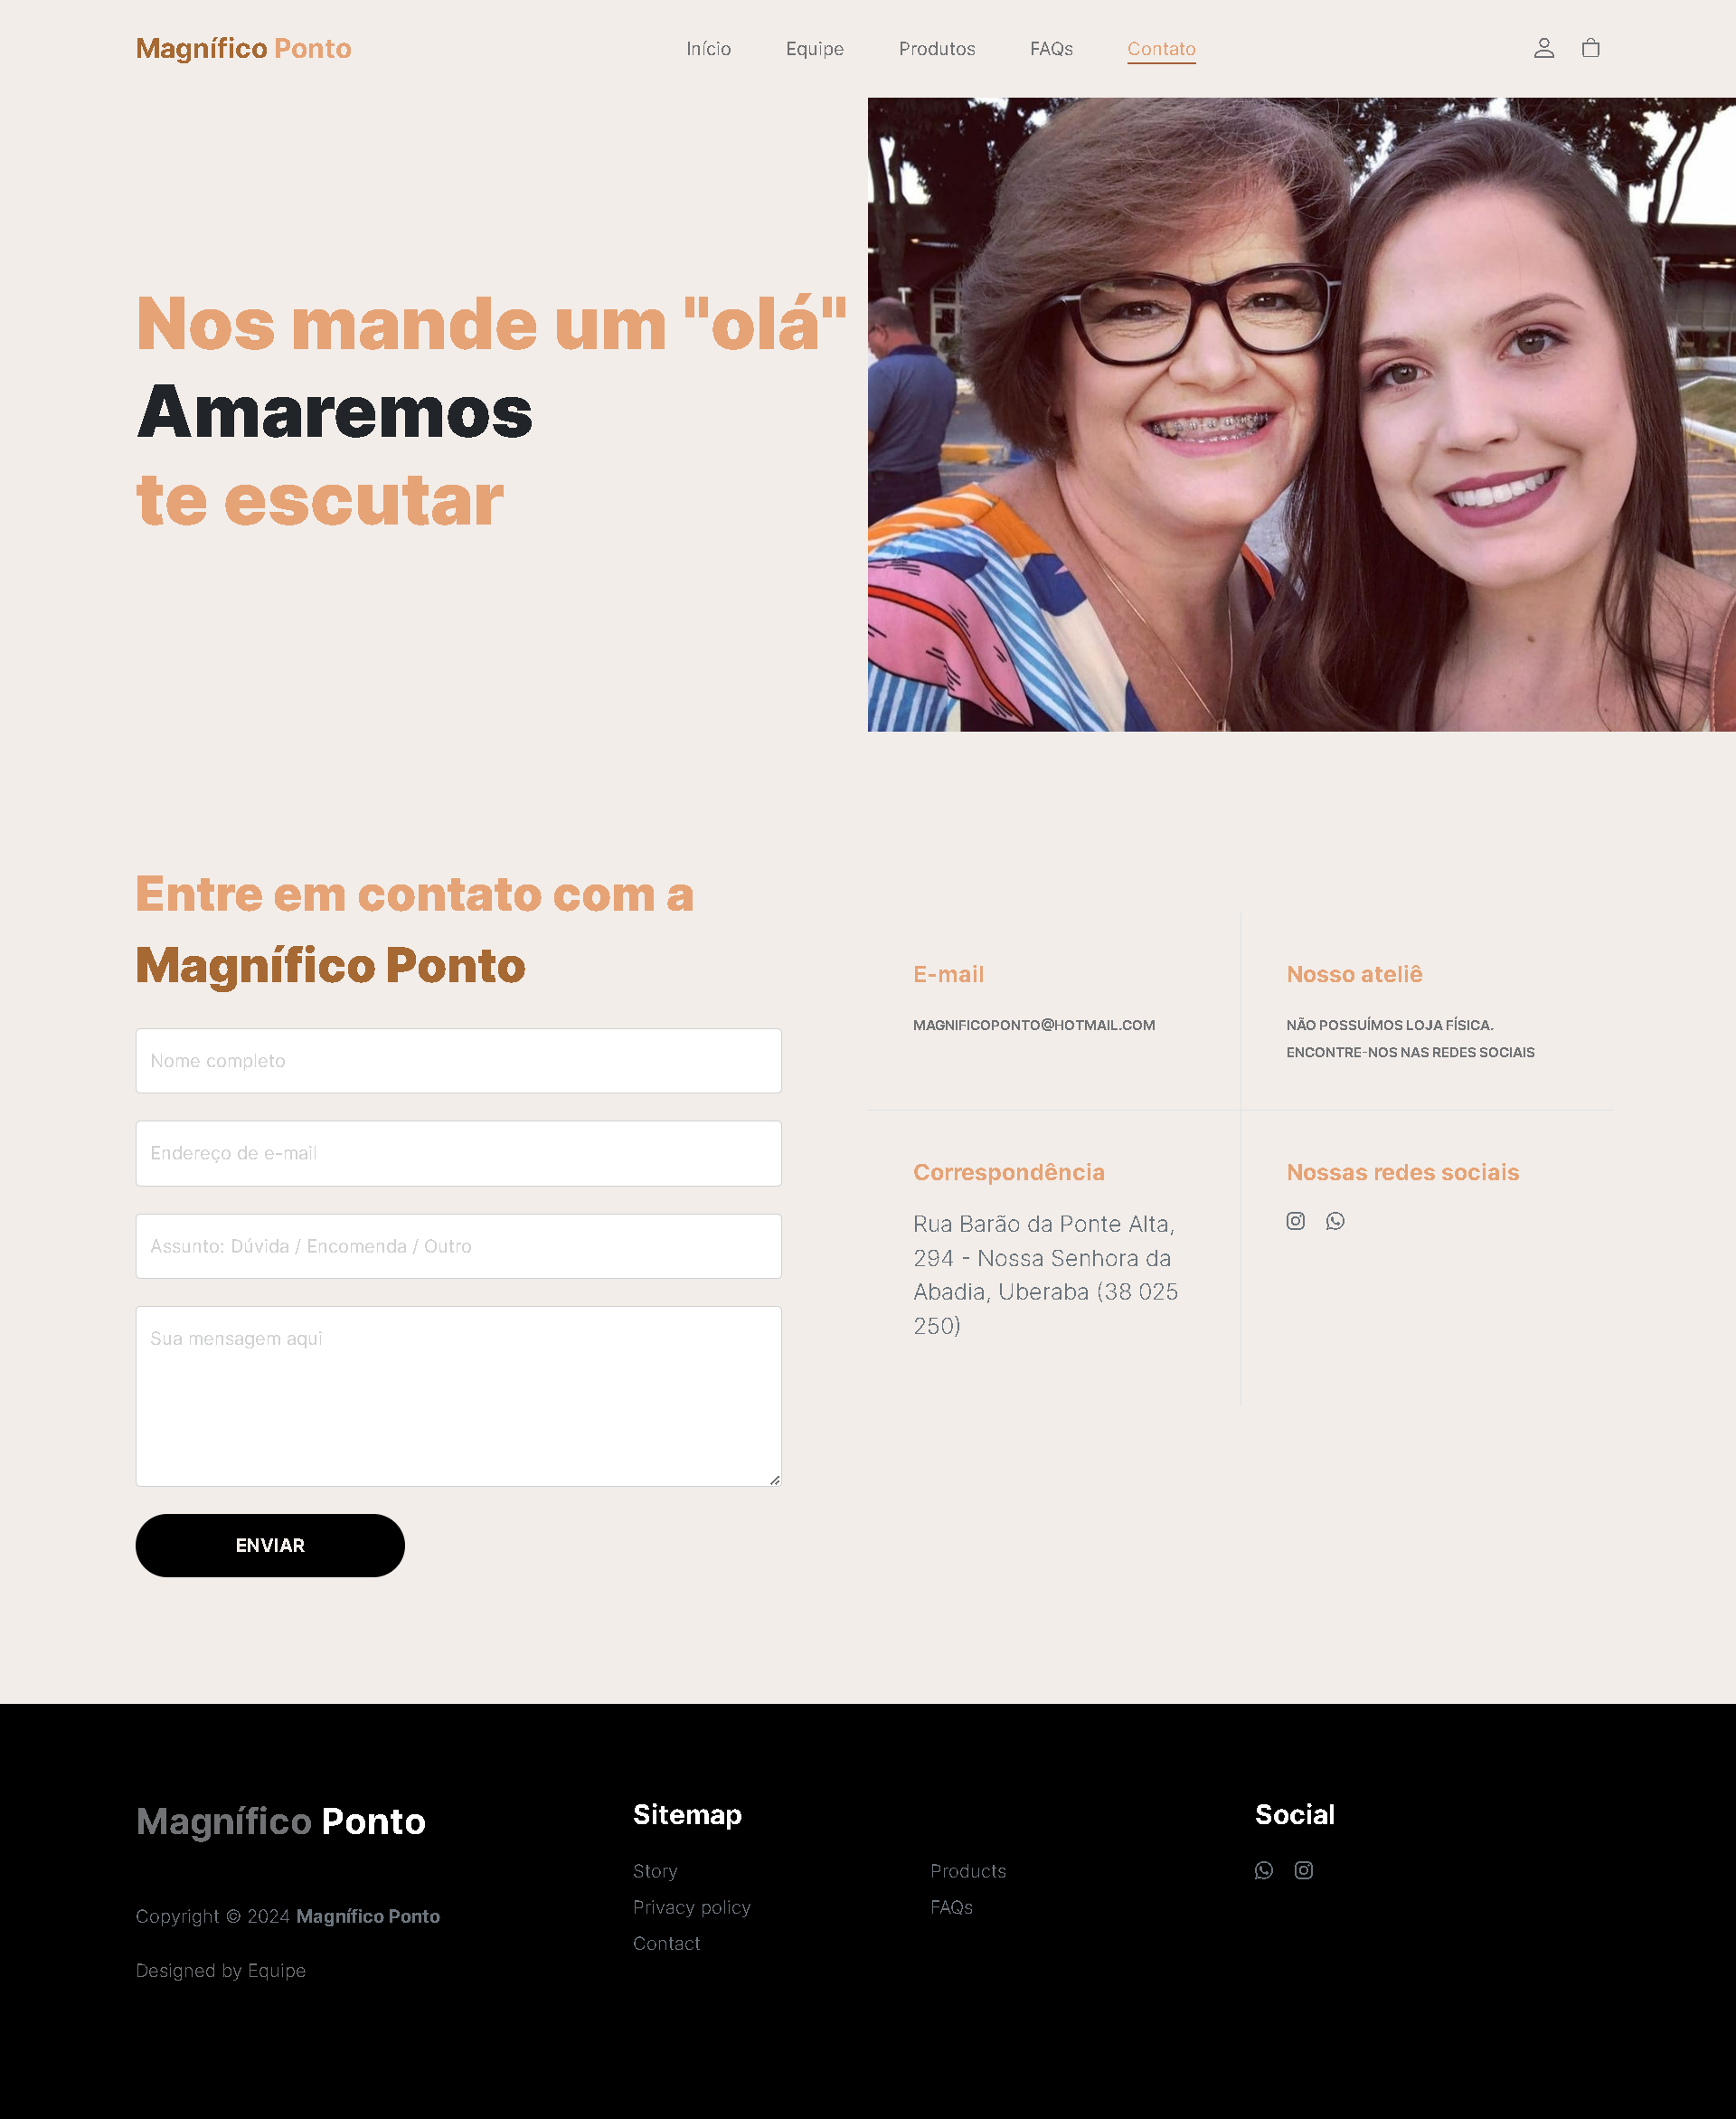 Magnífico Ponto
Início
Equipe
Produtos
FAQs
Contato
Nos mande um "olá"
Amaremos
te escutar
Entre em contato com a
Magnífico Ponto
Nome completo
Endereço de e-mail
Assunto: Dúvida / Encomenda / Outro
Sua mensagem aqui
ENVIAR
E-mail
MAGNIFICOPONTO@HOTMAIL.COM
Nosso ateliê
NÃO POSSUÍMOS LOJA FÍSICA.
ENCONTRE-NOS NAS REDES SOCIAIS
Correspondência
Rua Barão da Ponte Alta,
294 - Nossa Senhora da
Abadia, Uberaba (38 025
250)
Nossas redes sociais
Magnífico Ponto
Copyright © 2024 Magnífico Ponto
Designed by Equipe
Sitemap
Story
Privacy policy
Contact
Products
FAQs
Social